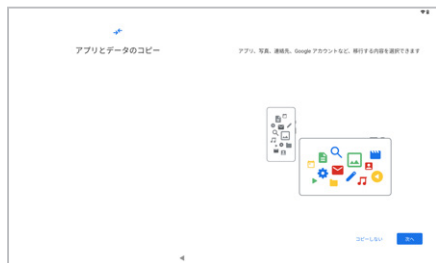 アプリとデータのコピー
アプリ、写真、連絡先、Google アカウントなど、移行する内容を選択できます
コピーしない
次へ